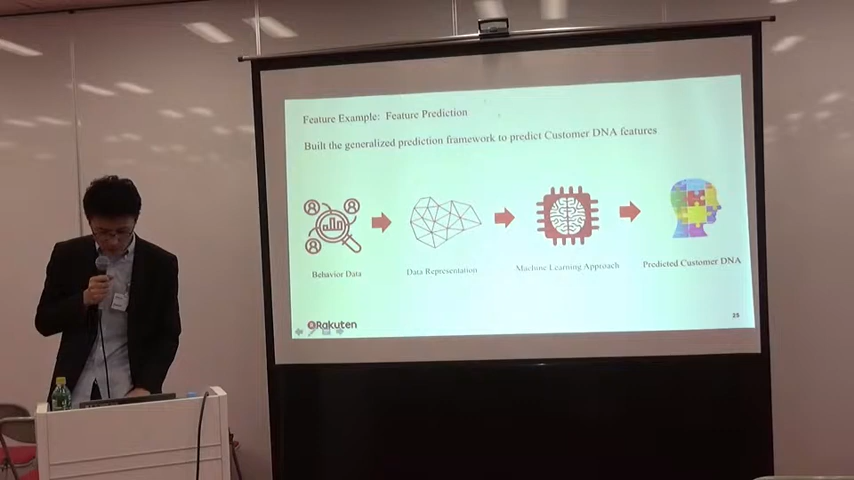 Feature Example: Feature Prediction
Built the generalized prediction framework to predict Customer DNA features
Behavior Data
Data Representation
Machine Learning Approach
Predicted Customer DNA
Rakuten
25